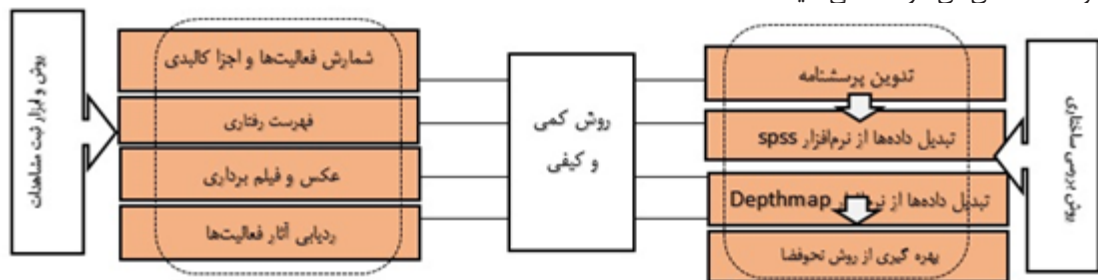 روش بررسی ساختاری
تدوین پرسشنامه
تبدیل داده‌ها از نرم‌افزار spss
تبدیل داده‌ها از Depthmap
بهره گیری از روش نحوفضا
روش کمی
و کیفی
شمارش فعالیت‌ها و اجزا کالبدی
فهرست رفتاری
عکس و فیلم برداری
ردیابی آثار فعالیت‌ها
روش و ابزار ثبت مشاهدات